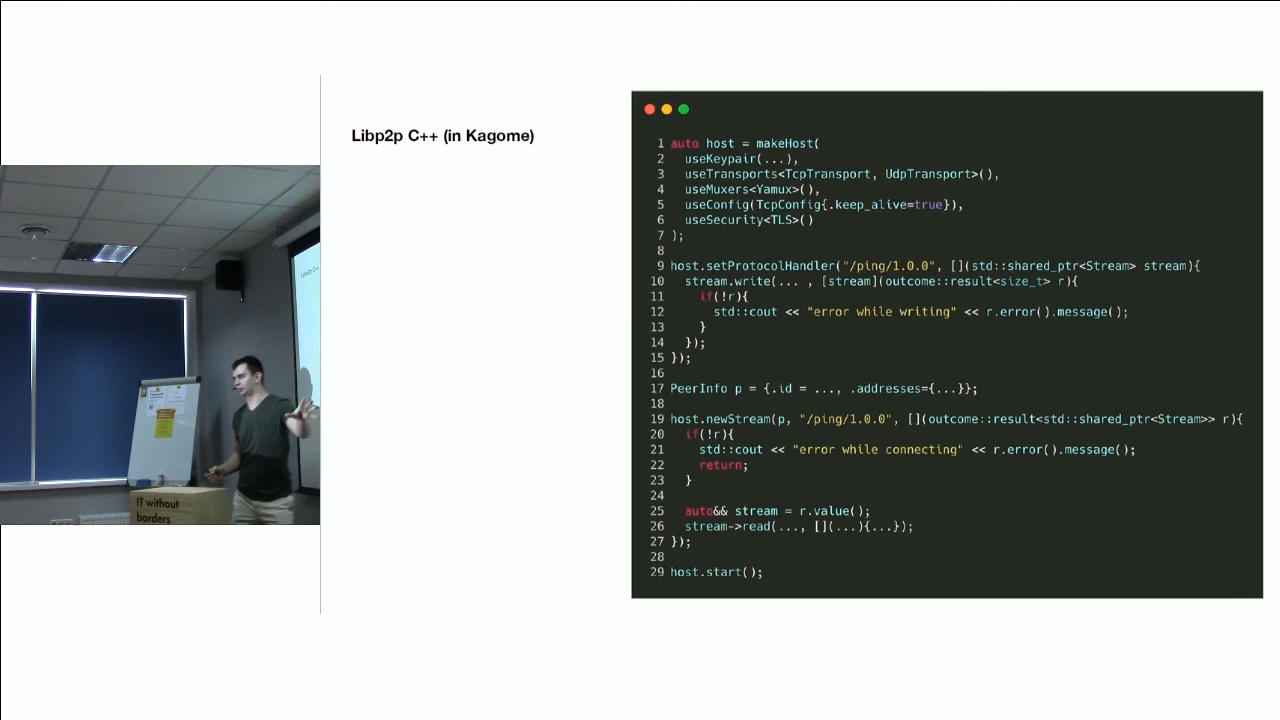 Libp2p C++ (in Kagome)
1 auto host = makeHost(
2 useKeypair(...),
3 useTransports<TcpTransport, UdpTransport>(),
4 useMuxers<Yamux>(),
5 useConfig(TcpConfig{.keep_alive=true}),
6 useSecurity<TLS>()
7 );
8
9 host.setProtocolHandler("/ping/1.0.0", [](std::shared_ptr<Stream> stream){
10 stream.write(... , [stream](outcome::result<size_t> r){
11 if(!r){
12 std::cout << "error while writing" << r.error().message();
13 }
14 });
15 });
16
17 PeerInfo p = {.id = ..., .addresses={...}};
18
19 host.newStream(p, "/ping/1.0.0", [](outcome::result<std::shared_ptr<Stream>> r){
20 if(!r){
21 std::cout << "error while connecting" << r.error().message();
22 return;
23 }
24
25 auto&& stream = r.value();
26 stream->read(..., [](...){...});
27 });
28
29 host.start();
Libp2p C++
IT without
borders